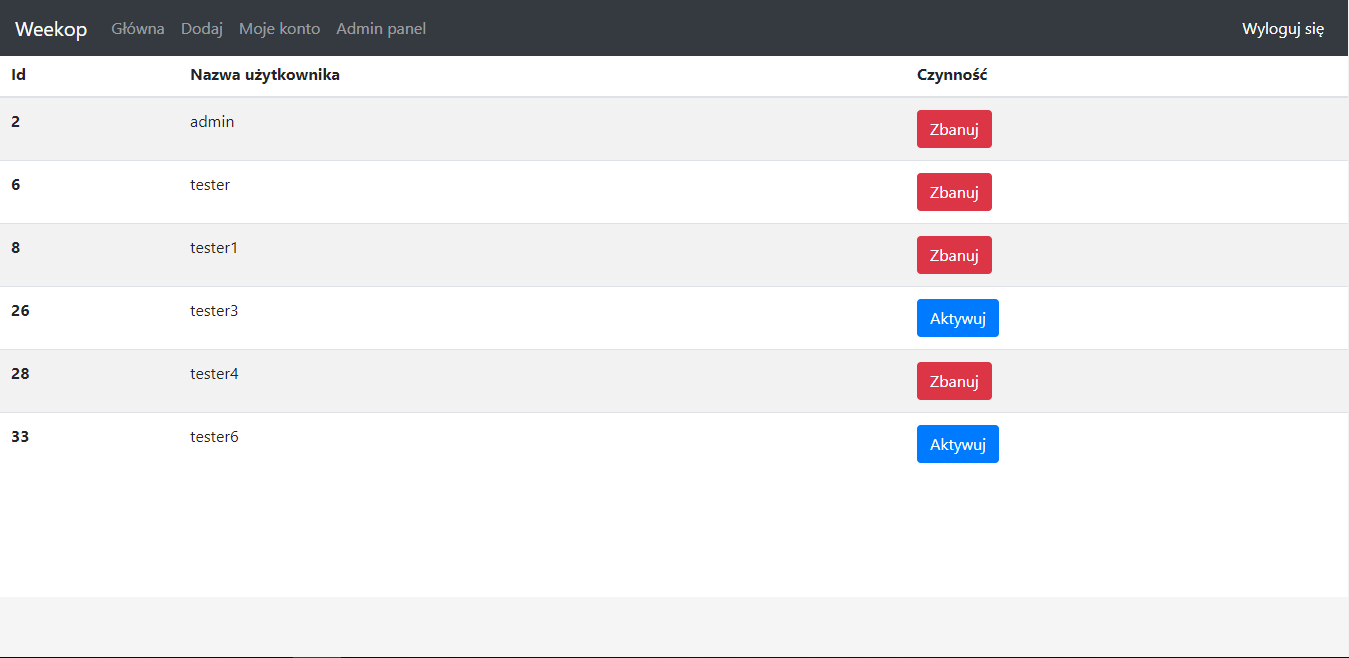 Weekop Główna Dodaj Moje konto Admin panel Wyloguj się
Id Nazwa użytkownika Czynność
2 admin Zbanuj
6 tester Zbanuj
8 tester1 Zbanuj
26 tester3 Aktywuj
28 tester4 Zbanuj
33 tester6 Aktywuj